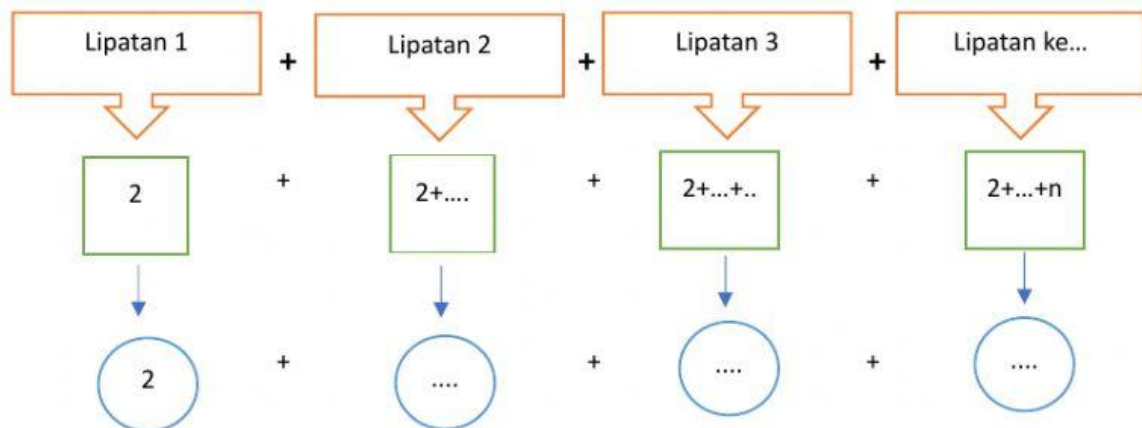 Lipatan 1 + Lipatan 2 + Lipatan 3 + Lipatan ke...
2 + 2+.... + 2+...+.. + 2+...+n
2 + .... + .... + ....